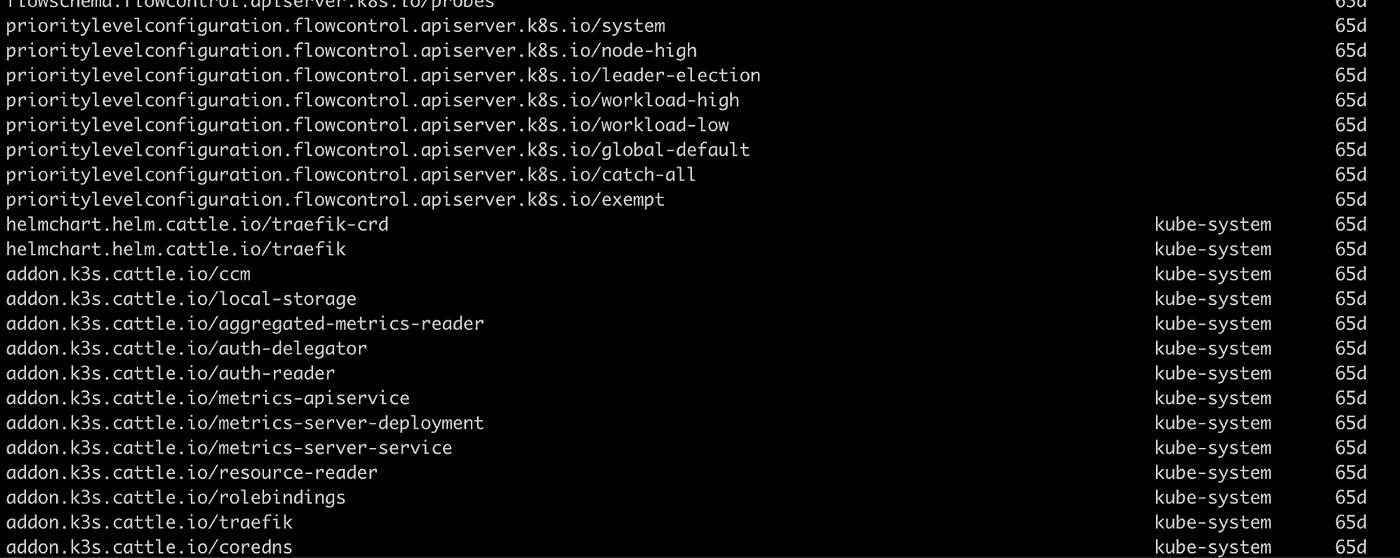 flowschema.flowcontrol.apiserver.k8s.io/probes 65d
prioritylevelconfiguration.flowcontrol.apiserver.k8s.io/system 65d
prioritylevelconfiguration.flowcontrol.apiserver.k8s.io/node-high 65d
prioritylevelconfiguration.flowcontrol.apiserver.k8s.io/leader-election 65d
prioritylevelconfiguration.flowcontrol.apiserver.k8s.io/workload-high 65d
prioritylevelconfiguration.flowcontrol.apiserver.k8s.io/workload-low 65d
prioritylevelconfiguration.flowcontrol.apiserver.k8s.io/global-default 65d
prioritylevelconfiguration.flowcontrol.apiserver.k8s.io/catch-all 65d
prioritylevelconfiguration.flowcontrol.apiserver.k8s.io/exempt 65d
helmchart.helm.cattle.io/traefik-crd kube-system 65d
helmchart.helm.cattle.io/traefik kube-system 65d
addon.k3s.cattle.io/ccm kube-system 65d
addon.k3s.cattle.io/local-storage kube-system 65d
addon.k3s.cattle.io/aggregated-metrics-reader kube-system 65d
addon.k3s.cattle.io/auth-delegator kube-system 65d
addon.k3s.cattle.io/auth-reader kube-system 65d
addon.k3s.cattle.io/metrics-apiservice kube-system 65d
addon.k3s.cattle.io/metrics-server-deployment kube-system 65d
addon.k3s.cattle.io/metrics-server-service kube-system 65d
addon.k3s.cattle.io/resource-reader kube-system 65d
addon.k3s.cattle.io/rolebindings kube-system 65d
addon.k3s.cattle.io/traefik kube-system 65d
addon.k3s.cattle.io/coredns kube-system 65d